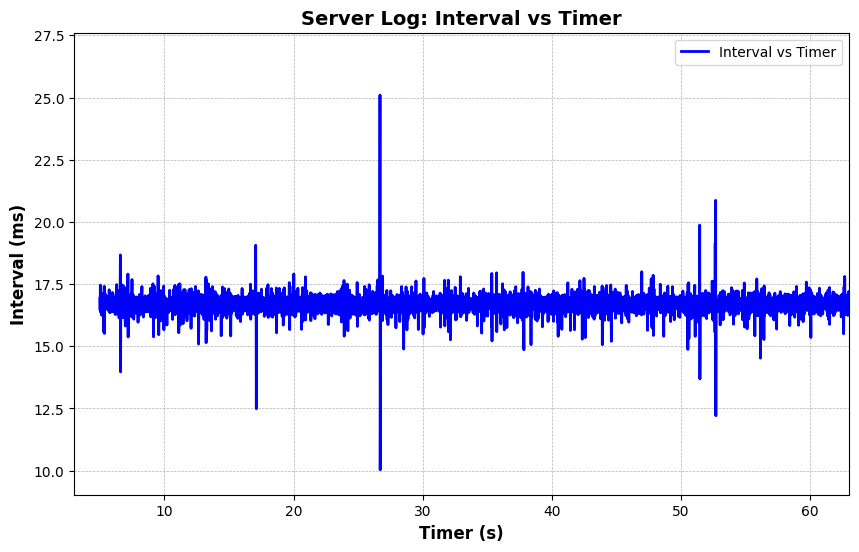 Server Log: Interval vs Timer
Interval vs Timer
27.5
25.0
22.5
20.0
17.5
15.0
12.5
10.0
Interval (ms)
10 20 30 40 50 60
Timer (s)